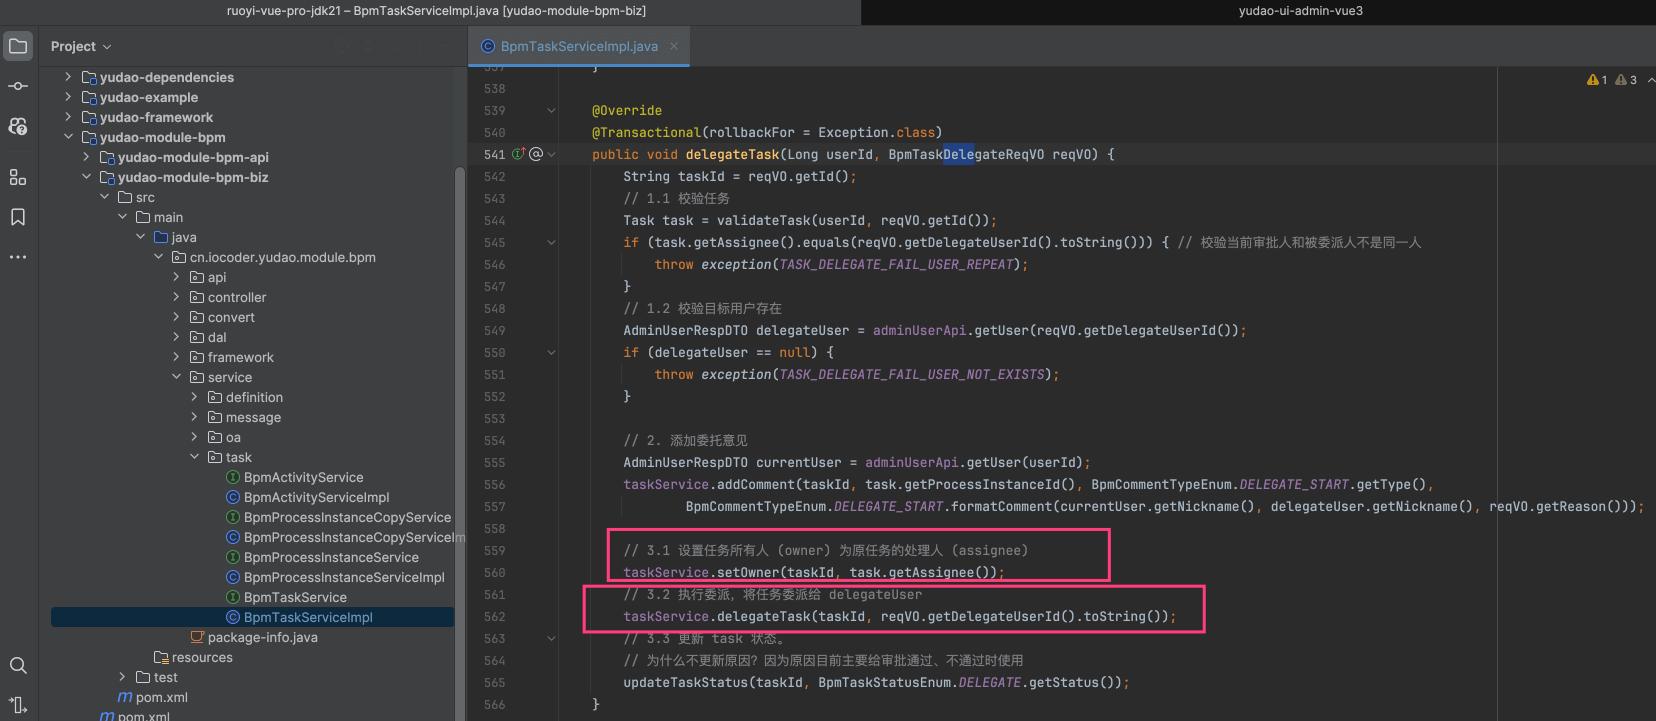 ruoyi-vue-pro-jdk21 – BpmTaskServiceImpl.java [yudao-module-bpm-biz]
yudao-ui-admin-vue3
Project
yudao-dependencies
yudao-example
yudao-framework
yudao-module-bpm
yudao-module-bpm-api
yudao-module-bpm-biz
src
main
java
cn.iocoder.yudao.module.bpm
api
controller
convert
dal
framework
service
definition
message
oa
task
BpmActivityService
BpmActivityServiceImpl
BpmProcessInstanceCopyService
BpmProcessInstanceCopyServiceIm
BpmProcessInstanceService
BpmProcessInstanceServiceImpl
BpmTaskService
BpmTaskServiceImpl
package-info.java
resources
test
pom.xml
pom.xml
BpmTaskServiceImpl.java
1 3
537 }
538
539 @Override
540 @Transactional(rollbackFor = Exception.class)
541 public void delegateTask(Long userId, BpmTaskDelegateReqVO reqVO) {
542 String taskId = reqVO.getId();
543 // 1.1 校验任务
544 Task task = validateTask(userId, reqVO.getId());
545 if (task.getAssignee().equals(reqVO.getDelegateUserId().toString())) { // 校验当前审批人和被委派人不是同一人
546 throw exception(TASK_DELEGATE_FAIL_USER_REPEAT);
547 }
548 // 1.2 校验目标用户存在
549 AdminUserRespDTO delegateUser = adminUserApi.getUser(reqVO.getDelegateUserId());
550 if (delegateUser == null) {
551 throw exception(TASK_DELEGATE_FAIL_USER_NOT_EXISTS);
552 }
553
554 // 2. 添加委托意见
555 AdminUserRespDTO currentUser = adminUserApi.getUser(userId);
556 taskService.addComment(taskId, task.getProcessInstanceId(), BpmCommentTypeEnum.DELEGATE_START.getType(),
557 BpmCommentTypeEnum.DELEGATE_START.formatComment(currentUser.getNickname(), delegateUser.getNickname(), reqVO.getReason()));
558
559 // 3.1 设置任务所有人 (owner) 为原任务的处理人 (assignee)
560 taskService.setOwner(taskId, task.getAssignee());
561 // 3.2 执行委派，将任务委派给 delegateUser
562 taskService.delegateTask(taskId, reqVO.getDelegateUserId().toString());
563 // 3.3 更新 task 状态。
564 // 为什么不更新原因？因为原因目前主要给审批通过、不通过时使用
565 updateTaskStatus(taskId, BpmTaskStatusEnum.DELEGATE.getStatus());
566 }